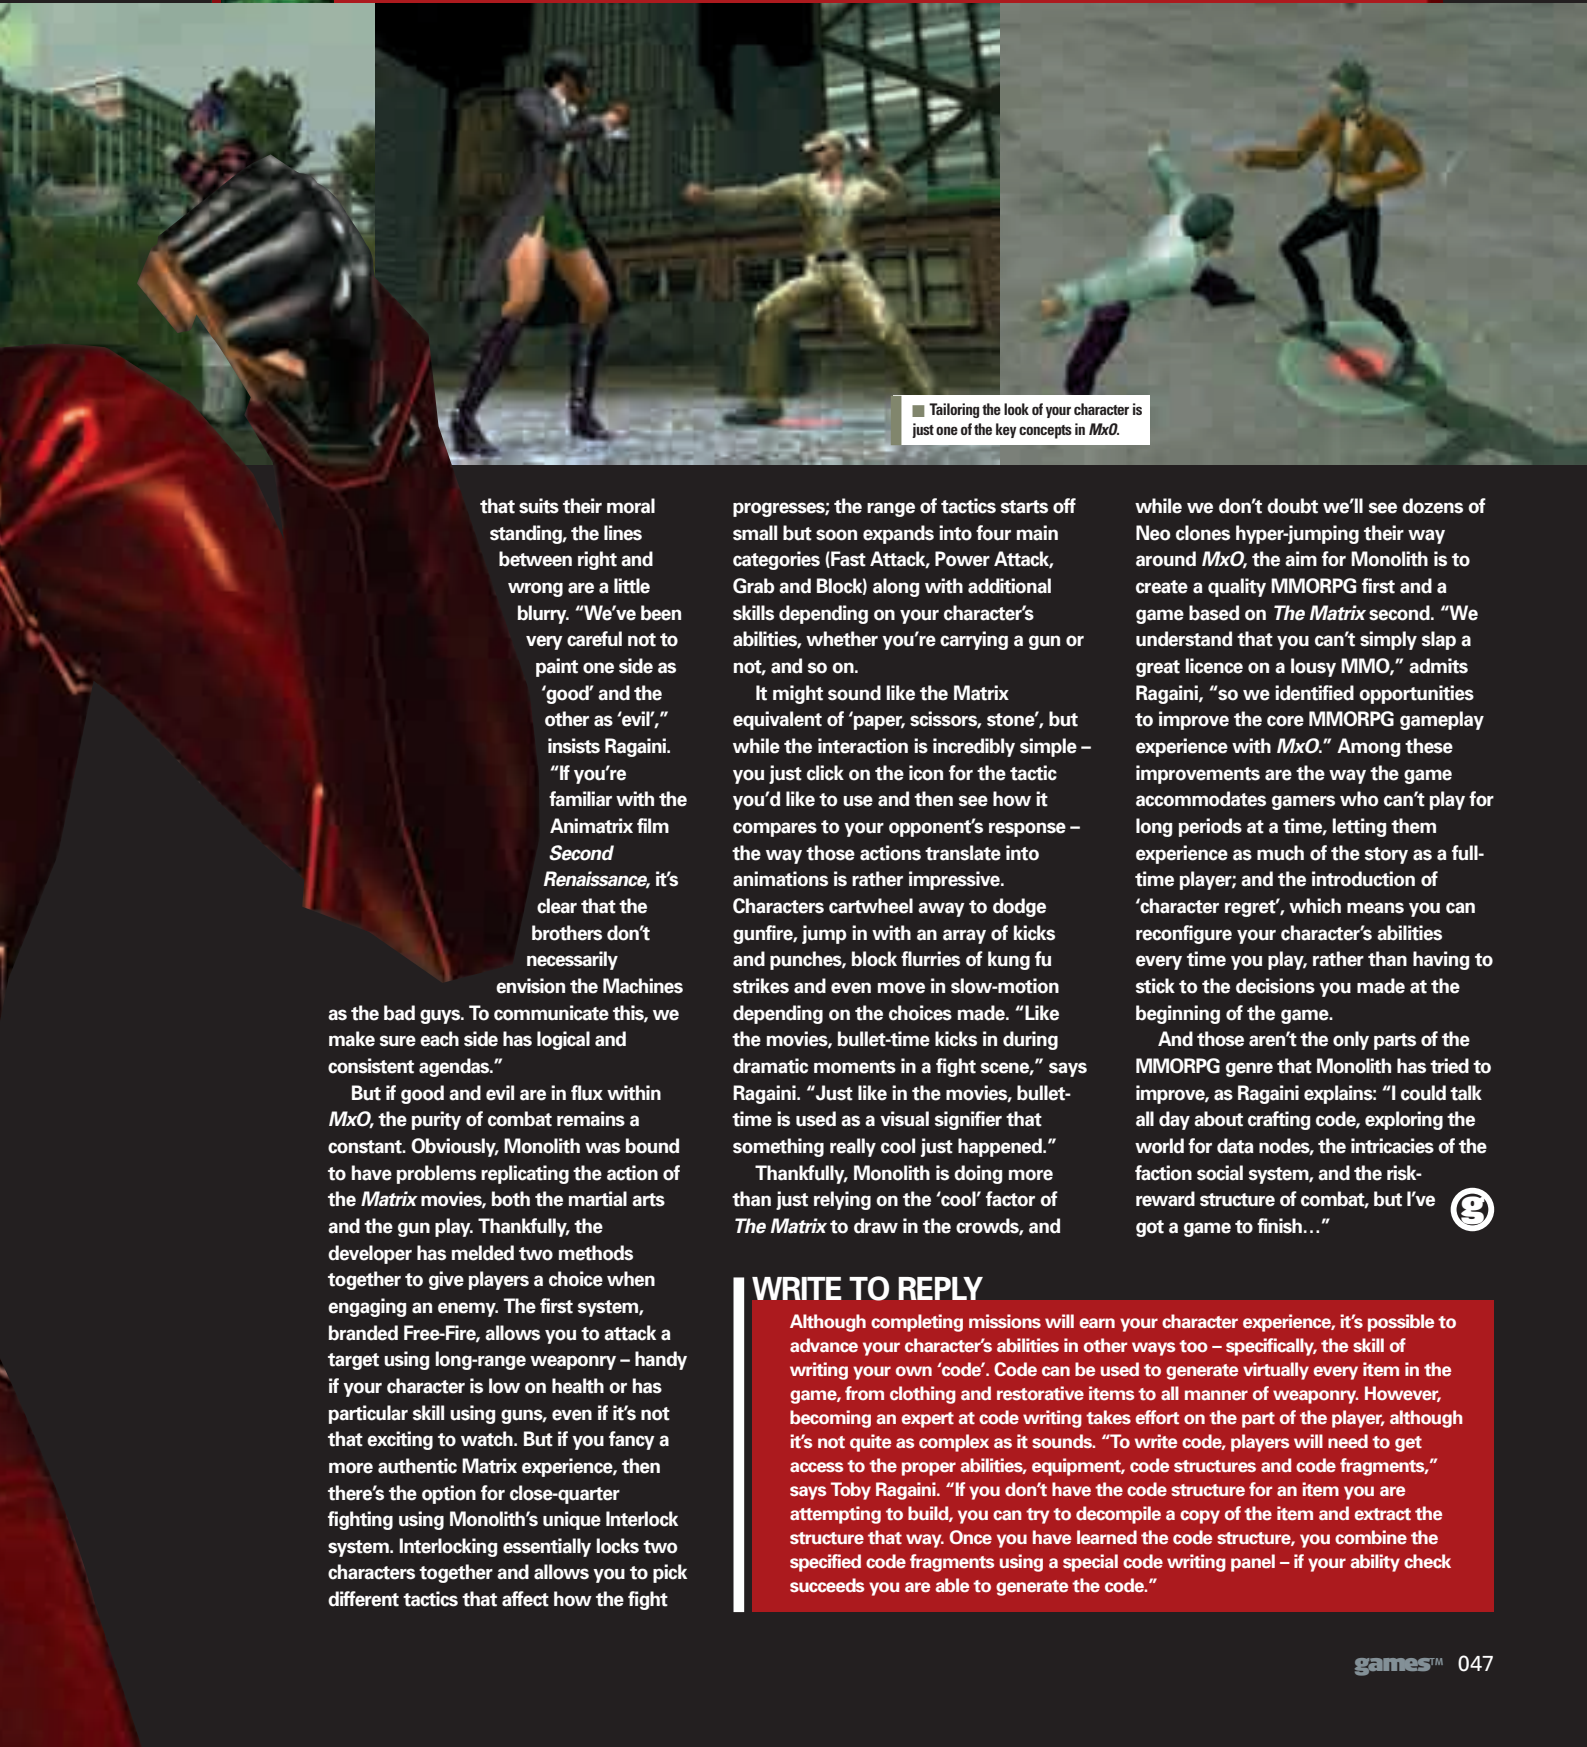 ■ Tailoring the look of your character is
just one of the key concepts in MxO.
that suits their moral
standing, the lines
between right and
wrong are a little
blurry. “We’ve been
very careful not to
paint one side as
‘good’ and the
other as ‘evil’,”
insists Ragaini.
“If you’re
familiar with the
Animatrix film
Second
Renaissance, it’s
clear that the
brothers don’t
necessarily
envision the Machines
as the bad guys. To communicate this, we
make sure each side has logical and
consistent agendas.”
But if good and evil are in flux within
MxO, the purity of combat remains a
constant. Obviously, Monolith was bound
to have problems replicating the action of
the Matrix movies, both the martial arts
and the gun play. Thankfully, the
developer has melded two methods
together to give players a choice when
engaging an enemy. The first system,
branded Free-Fire, allows you to attack a
target using long-range weaponry – handy
if your character is low on health or has
particular skill using guns, even if it’s not
that exciting to watch. But if you fancy a
more authentic Matrix experience, then
there’s the option for close-quarter
fighting using Monolith’s unique Interlock
system. Interlocking essentially locks two
characters together and allows you to pick
different tactics that affect how the fight
progresses; the range of tactics starts off
small but soon expands into four main
categories (Fast Attack, Power Attack,
Grab and Block) along with additional
skills depending on your character’s
abilities, whether you’re carrying a gun or
not, and so on.
It might sound like the Matrix
equivalent of ‘paper, scissors, stone’, but
while the interaction is incredibly simple –
you just click on the icon for the tactic
you’d like to use and then see how it
compares to your opponent’s response –
the way those actions translate into
animations is rather impressive.
Characters cartwheel away to dodge
gunfire, jump in with an array of kicks
and punches, block flurries of kung fu
strikes and even move in slow-motion
depending on the choices made. “Like
the movies, bullet-time kicks in during
dramatic moments in a fight scene,” says
Ragaini. “Just like in the movies, bullet-
time is used as a visual signifier that
something really cool just happened.”
Thankfully, Monolith is doing more
than just relying on the ‘cool’ factor of
The Matrix to draw in the crowds, and
while we don’t doubt we’ll see dozens of
Neo clones hyper-jumping their way
around MxO, the aim for Monolith is to
create a quality MMORPG first and a
game based on The Matrix second. “We
understand that you can’t simply slap a
great licence on a lousy MMO,” admits
Ragaini, “so we identified opportunities
to improve the core MMORPG gameplay
experience with MxO.” Among these
improvements are the way the game
accommodates gamers who can’t play for
long periods at a time, letting them
experience as much of the story as a full-
time player; and the introduction of
‘character regret’, which means you can
reconfigure your character’s abilities
every time you play, rather than having to
stick to the decisions you made at the
beginning of the game.
And those aren’t the only parts of the
MMORPG genre that Monolith has tried to
improve, as Ragaini explains: “I could talk
all day about crafting code, exploring the
world for data nodes, the intricacies of the
faction social system, and the risk-
reward structure of combat, but I’ve
got a game to finish…”
g
WRITE TO REPLY
Although completing missions will earn your character experience, it’s possible to
advance your character’s abilities in other ways too – specifically, the skill of
writing your own ‘code’. Code can be used to generate virtually every item in the
game, from clothing and restorative items to all manner of weaponry. However,
becoming an expert at code writing takes effort on the part of the player, although
it’s not quite as complex as it sounds. “To write code, players will need to get
access to the proper abilities, equipment, code structures and code fragments,”
says Toby Ragaini. “If you don’t have the code structure for an item you are
attempting to build, you can try to decompile a copy of the item and extract the
structure that way. Once you have learned the code structure, you combine the
specified code fragments using a special code writing panel – if your ability check
succeeds you are able to generate the code.”
games™ 047